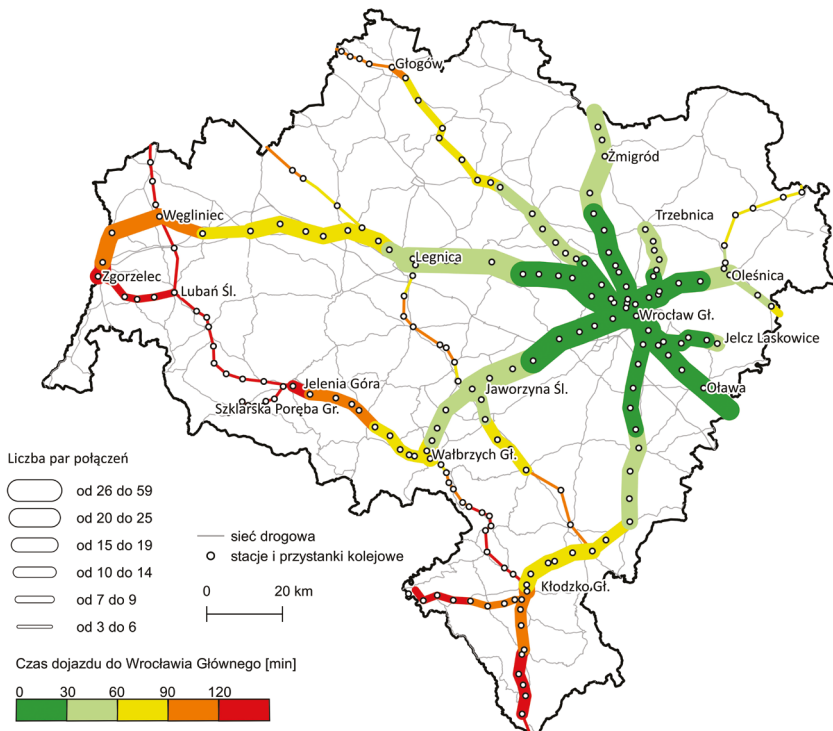 Głogów
Żmigród
Trzebnica
Węgliniec
Legnica
Oleśnica
Zgorzelec
Lubań Śl.
Wrocław Gł.
Jelcz Laskowice
Jelenia Góra
Jaworzyna Śl.
Oława
Szklarska Poręba Gr.
Wałbrzych Gł.
Kłodzko Gł.
Liczba par połączeń
od 26 do 59
od 20 do 25
od 15 do 19
od 10 do 14
od 7 do 9
od 3 do 6
sieć drogowa
stacje i przystanki kolejowe
0 20 km
Czas dojazdu do Wrocławia Głównego [min]
0 30 60 90 120